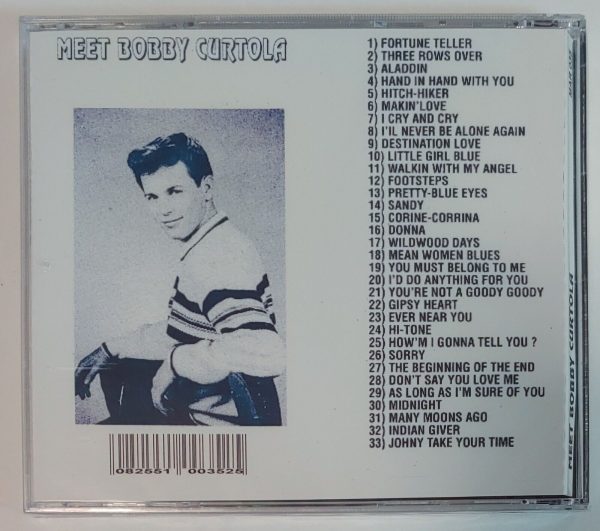 MEET BOBBY CURTOLA
1) FORTUNE TELLER
2) THREE ROWS OVER
3) ALADDIN
4) HAND IN HAND WITH YOU
5) HITCH-HIKER
6) MAKIN'LOVE
7) I CRY AND CRY
8) I'LL NEVER BE ALONE AGAIN
9) DESTINATION LOVE
10) LITTLE GIRL BLUE
11) WALKIN WITH MY ANGEL
12) FOOTSTEPS
13) PRETTY-BLUE EYES
14) SANDY
15) CORINE-CORRINA
16) DONNA
17) WILDWOOD DAYS
18) MEAN WOMEN BLUES
19) YOU MUST BELONG TO ME
20) I'D DO ANYTHING FOR YOU
21) YOU'RE NOT A GOODY GOODY
22) GIPSY HEART
23) EVER NEAR YOU
24) HI-TONE
25) HOW'M I GONNA TELL YOU ?
26) SORRY
27) THE BEGINNING OF THE END
28) DON'T SAY YOU LOVE ME
29) AS LONG AS I'M SURE OF YOU
30) MIDNIGHT
31) MANY MOONS AGO
32) INDIAN GIVER
33) JOHNY TAKE YOUR TIME
082551 003525
MEET BOBBY CURTOLA